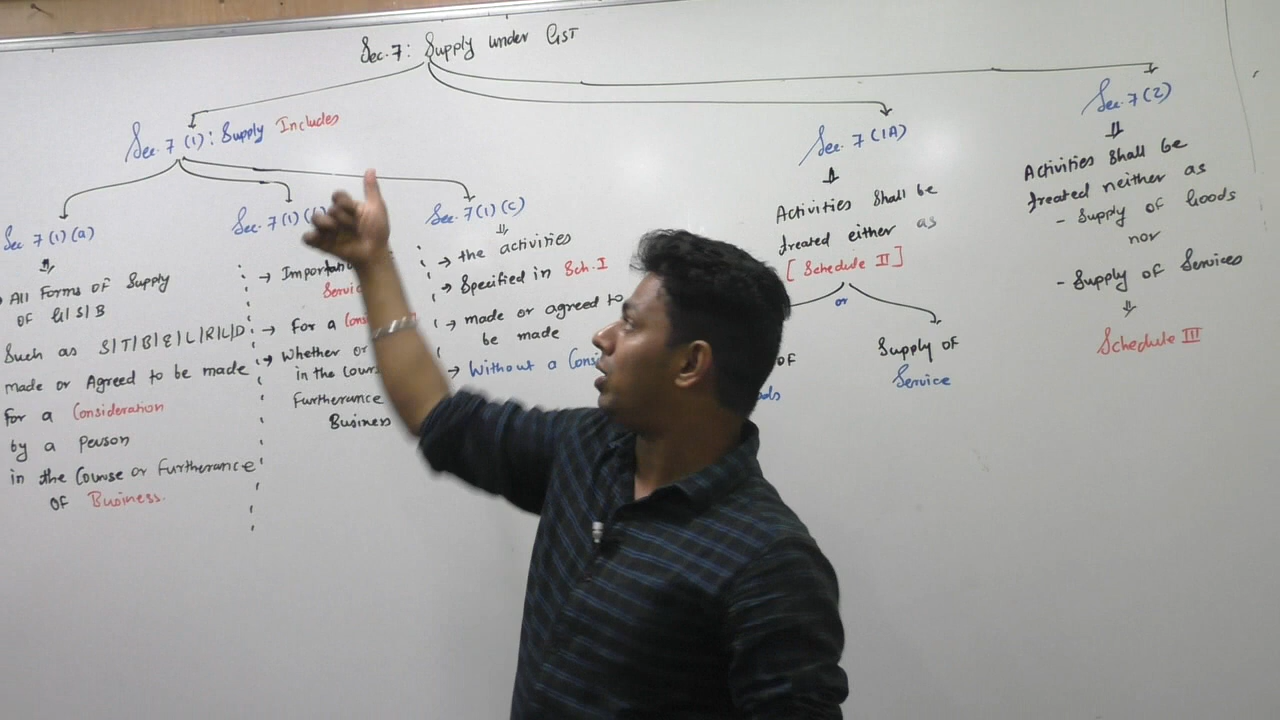 Sec.7: Supply under GST
Sec. 7 (1): Supply Includes
Sec 7 (1) (a)
All Forms of Supply
of G|S|B
Such as S|T|B|E|L|R|L|D
made or Agreed to be made
For a Consideration
by a person
in the Course or Furtherance
of Business.
Sec. 7 (1)
→
Service
→ For a
→ Whether or
in the Course
Furtherance
Business
Sec. 7 (1) (c)
→ the activities
→ Specified in Sch. I
→ made or agreed to
be made
→ Without a
Sec. 7 (1A)
Activities Shall be
treated either as
[Schedule II]
or
of
Supply of
Service
Sec. 7 (2)
Activities Shall be
treated neither as
- Supply of Goods
nor
- Supply of Services
Schedule III